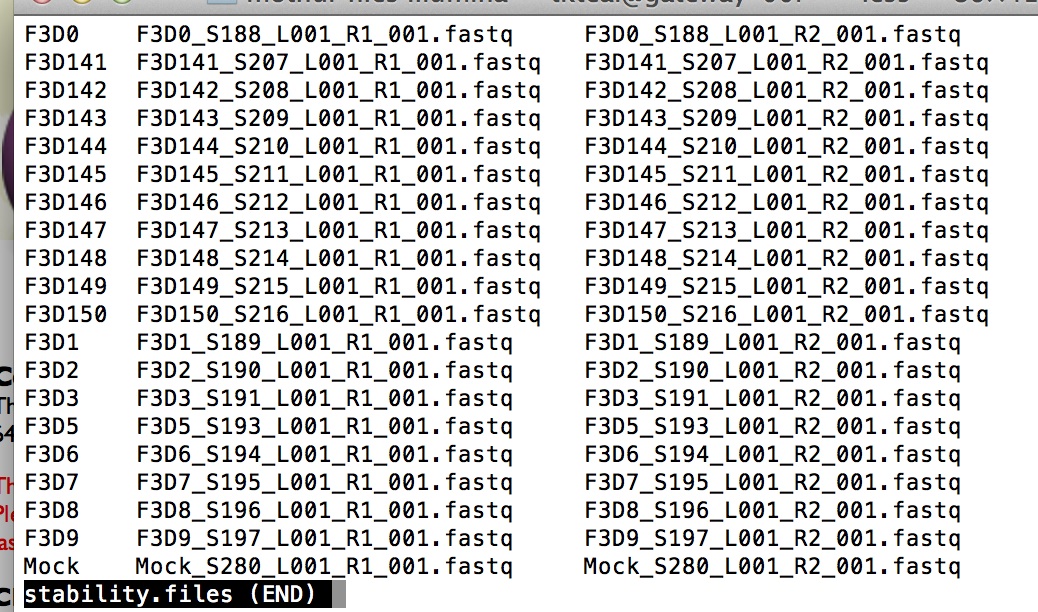 F3D0 F3D0_S188_L001_R1_001.fastq F3D0_S188_L001_R2_001.fastq
F3D141 F3D141_S207_L001_R1_001.fastq F3D141_S207_L001_R2_001.fastq
F3D142 F3D142_S208_L001_R1_001.fastq F3D142_S208_L001_R2_001.fastq
F3D143 F3D143_S209_L001_R1_001.fastq F3D143_S209_L001_R2_001.fastq
F3D144 F3D144_S210_L001_R1_001.fastq F3D144_S210_L001_R2_001.fastq
F3D145 F3D145_S211_L001_R1_001.fastq F3D145_S211_L001_R2_001.fastq
F3D146 F3D146_S212_L001_R1_001.fastq F3D146_S212_L001_R2_001.fastq
F3D147 F3D147_S213_L001_R1_001.fastq F3D147_S213_L001_R2_001.fastq
F3D148 F3D148_S214_L001_R1_001.fastq F3D148_S214_L001_R2_001.fastq
F3D149 F3D149_S215_L001_R1_001.fastq F3D149_S215_L001_R2_001.fastq
F3D150 F3D150_S216_L001_R1_001.fastq F3D150_S216_L001_R2_001.fastq
F3D1 F3D1_S189_L001_R1_001.fastq F3D1_S189_L001_R2_001.fastq
F3D2 F3D2_S190_L001_R1_001.fastq F3D2_S190_L001_R2_001.fastq
F3D3 F3D3_S191_L001_R1_001.fastq F3D3_S191_L001_R2_001.fastq
F3D5 F3D5_S193_L001_R1_001.fastq F3D5_S193_L001_R2_001.fastq
F3D6 F3D6_S194_L001_R1_001.fastq F3D6_S194_L001_R2_001.fastq
F3D7 F3D7_S195_L001_R1_001.fastq F3D7_S195_L001_R2_001.fastq
F3D8 F3D8_S196_L001_R1_001.fastq F3D8_S196_L001_R2_001.fastq
F3D9 F3D9_S197_L001_R1_001.fastq F3D9_S197_L001_R2_001.fastq
Mock Mock_S280_L001_R1_001.fastq Mock_S280_L001_R2_001.fastq
stability.files (END)